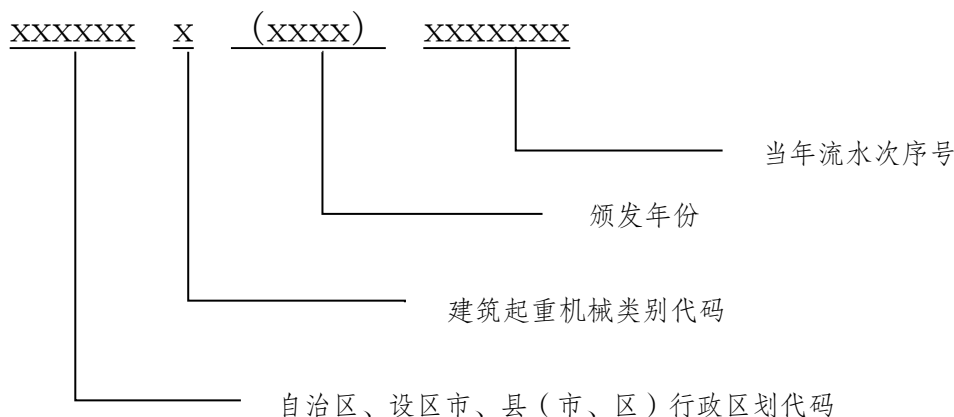 xxxxxx x (xxxx) xxxxxxx
当年流水次序号
颁发年份
建筑起重机械类别代码
自治区、设区市、县（市、区）行政区划代码